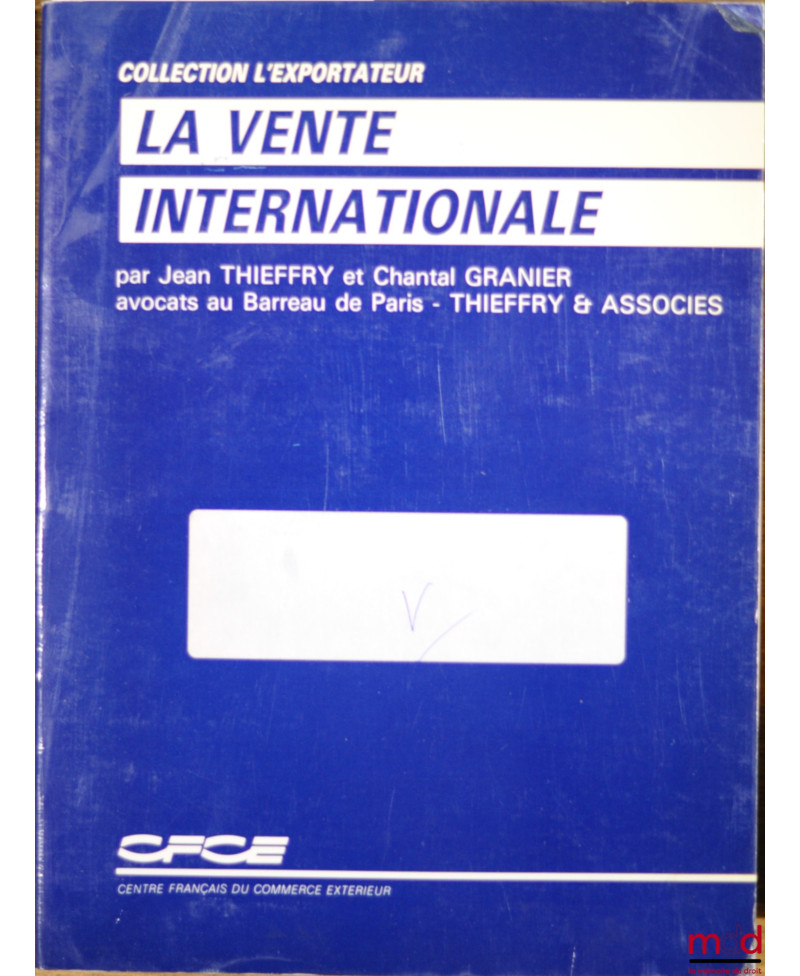 COLLECTION L'EXPORTATEUR
LA VENTE
INTERNATIONALE
par Jean THIEFFRY et Chantal GRANIER
avocats au Barreau de Paris - THIEFFRY & ASSOCIES
V
CFCE
CENTRE FRANÇAIS DU COMMERCE EXTERIEUR